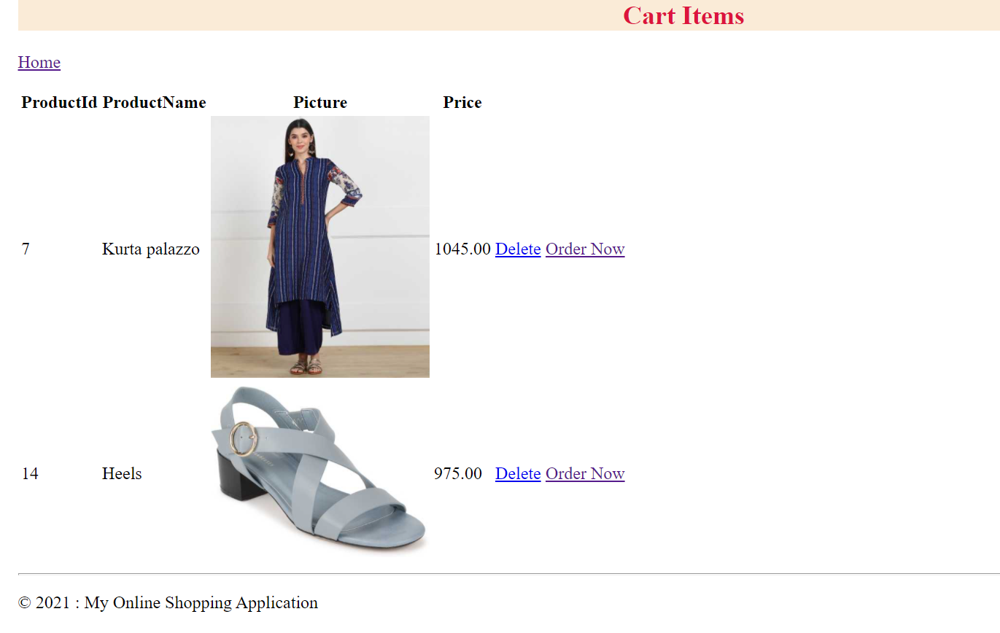 Cart Items
Home
ProductId ProductName Picture Price
7 Kurta palazzo 1045.00 Delete Order Now
14 Heels 975.00 Delete Order Now
© 2021 : My Online Shopping Application